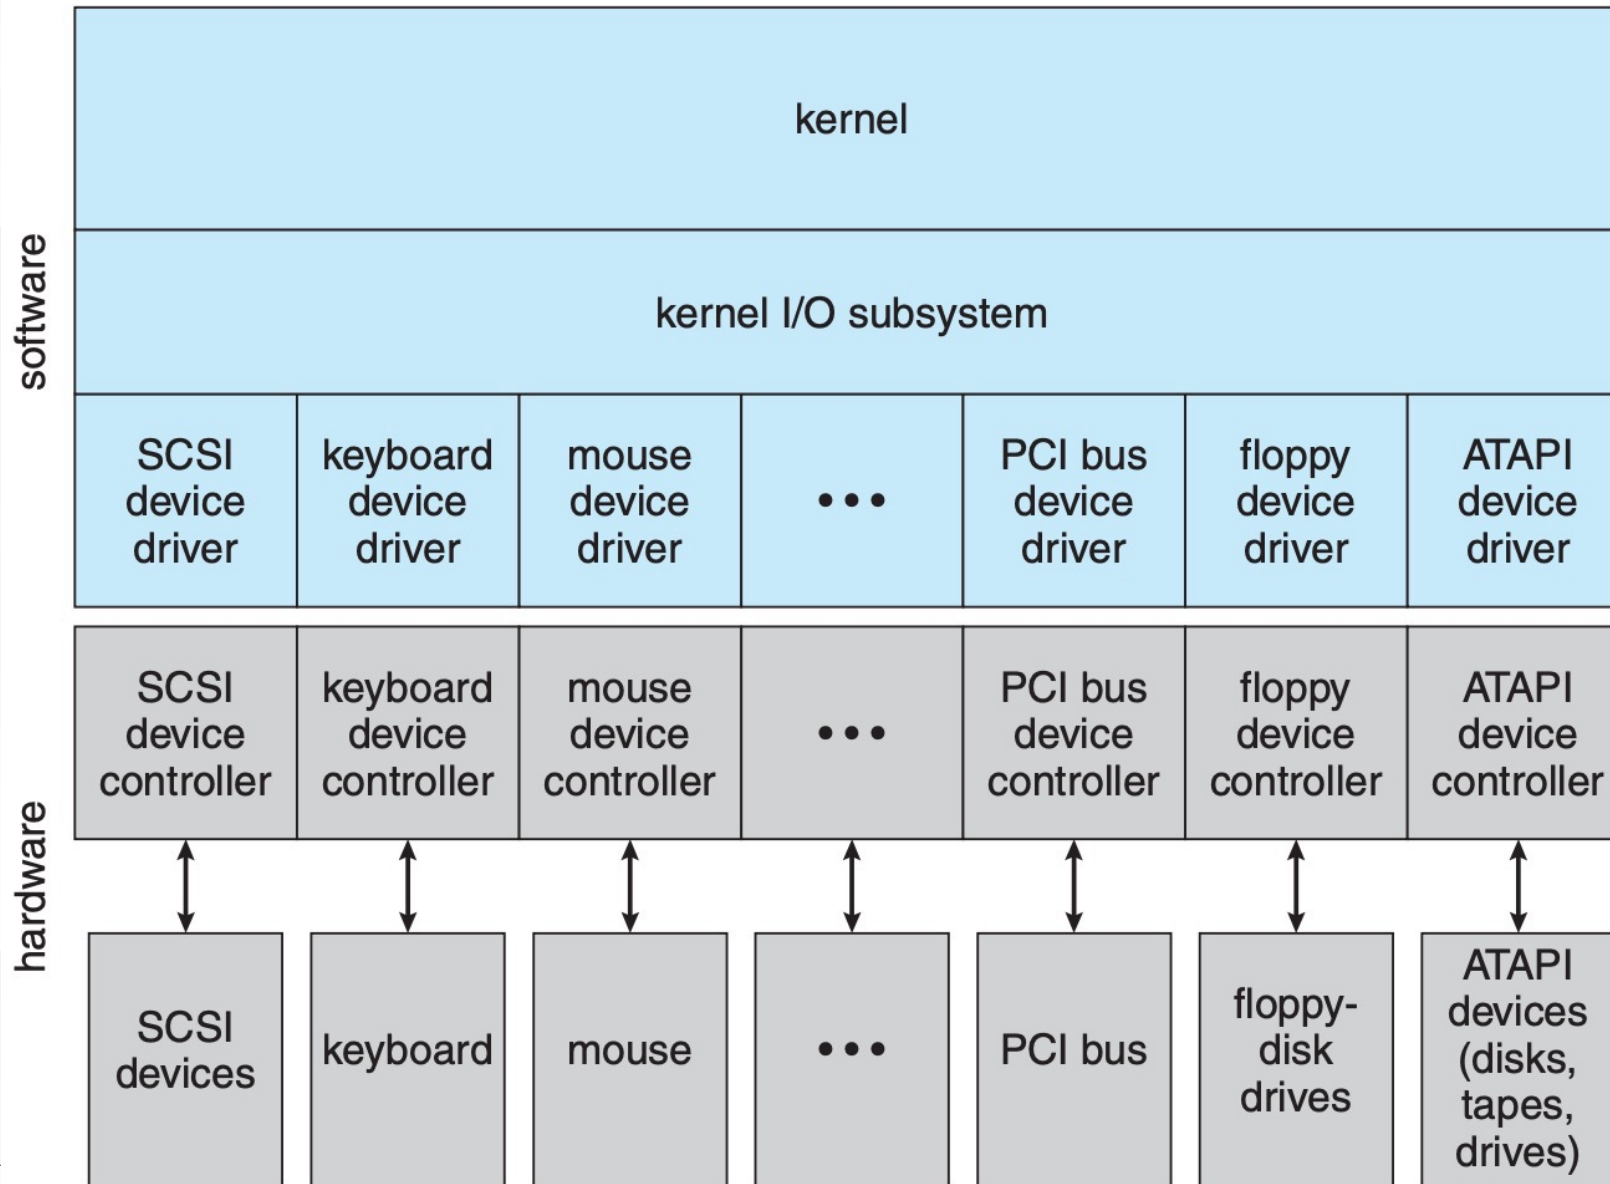 software
hardware
kernel
kernel I/O subsystem
SCSI
device
driver
keyboard
device
driver
mouse
device
driver
•••
PCI bus
device
driver
floppy
device
driver
ATAPI
device
driver
SCSI
device
controller
keyboard
device
controller
mouse
device
controller
•••
PCI bus
device
controller
floppy
device
controller
ATAPI
device
controller
SCSI
devices
keyboard
mouse
•••
PCI bus
floppy-
disk
drives
ATAPI
devices
(disks,
tapes,
drives)